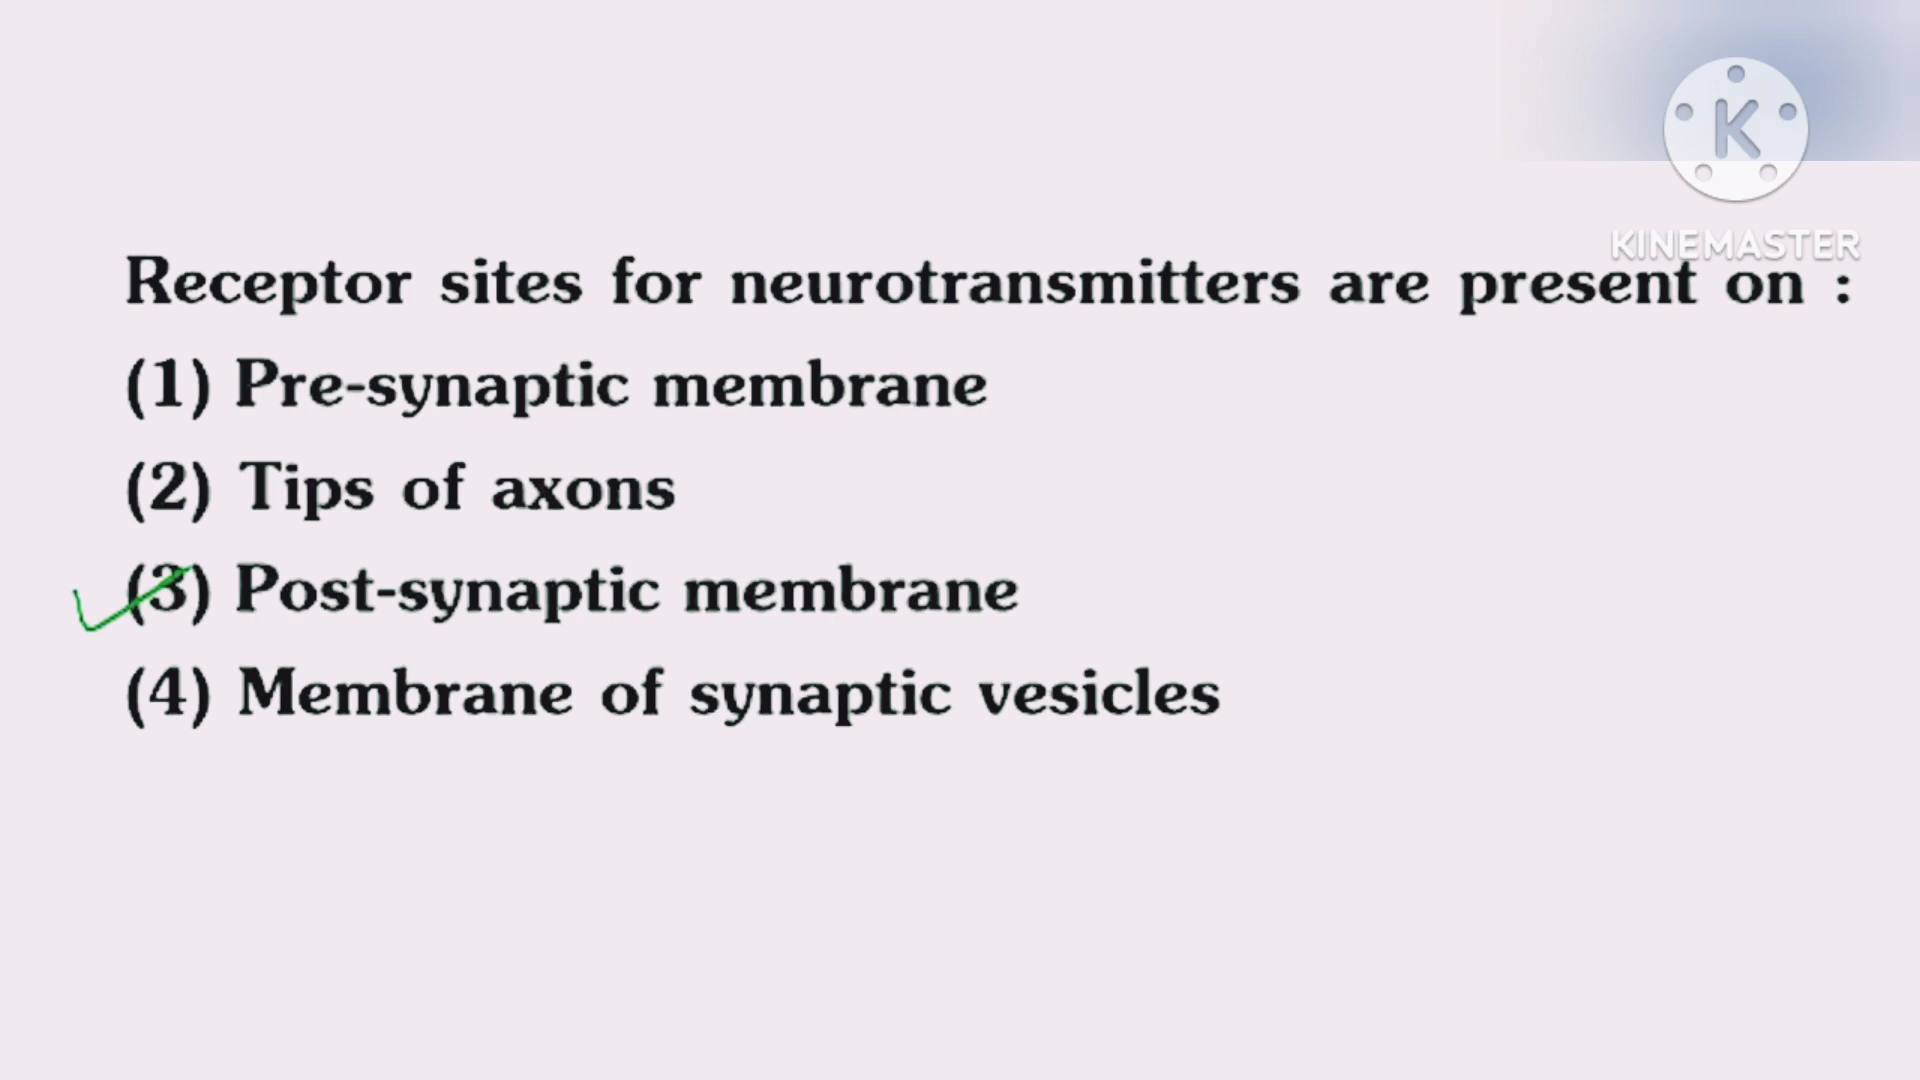 K
KINEMASTER
Receptor sites for neurotransmitters are present on :
(1) Pre-synaptic membrane
(2) Tips of axons
(3) Post-synaptic membrane
(4) Membrane of synaptic vesicles